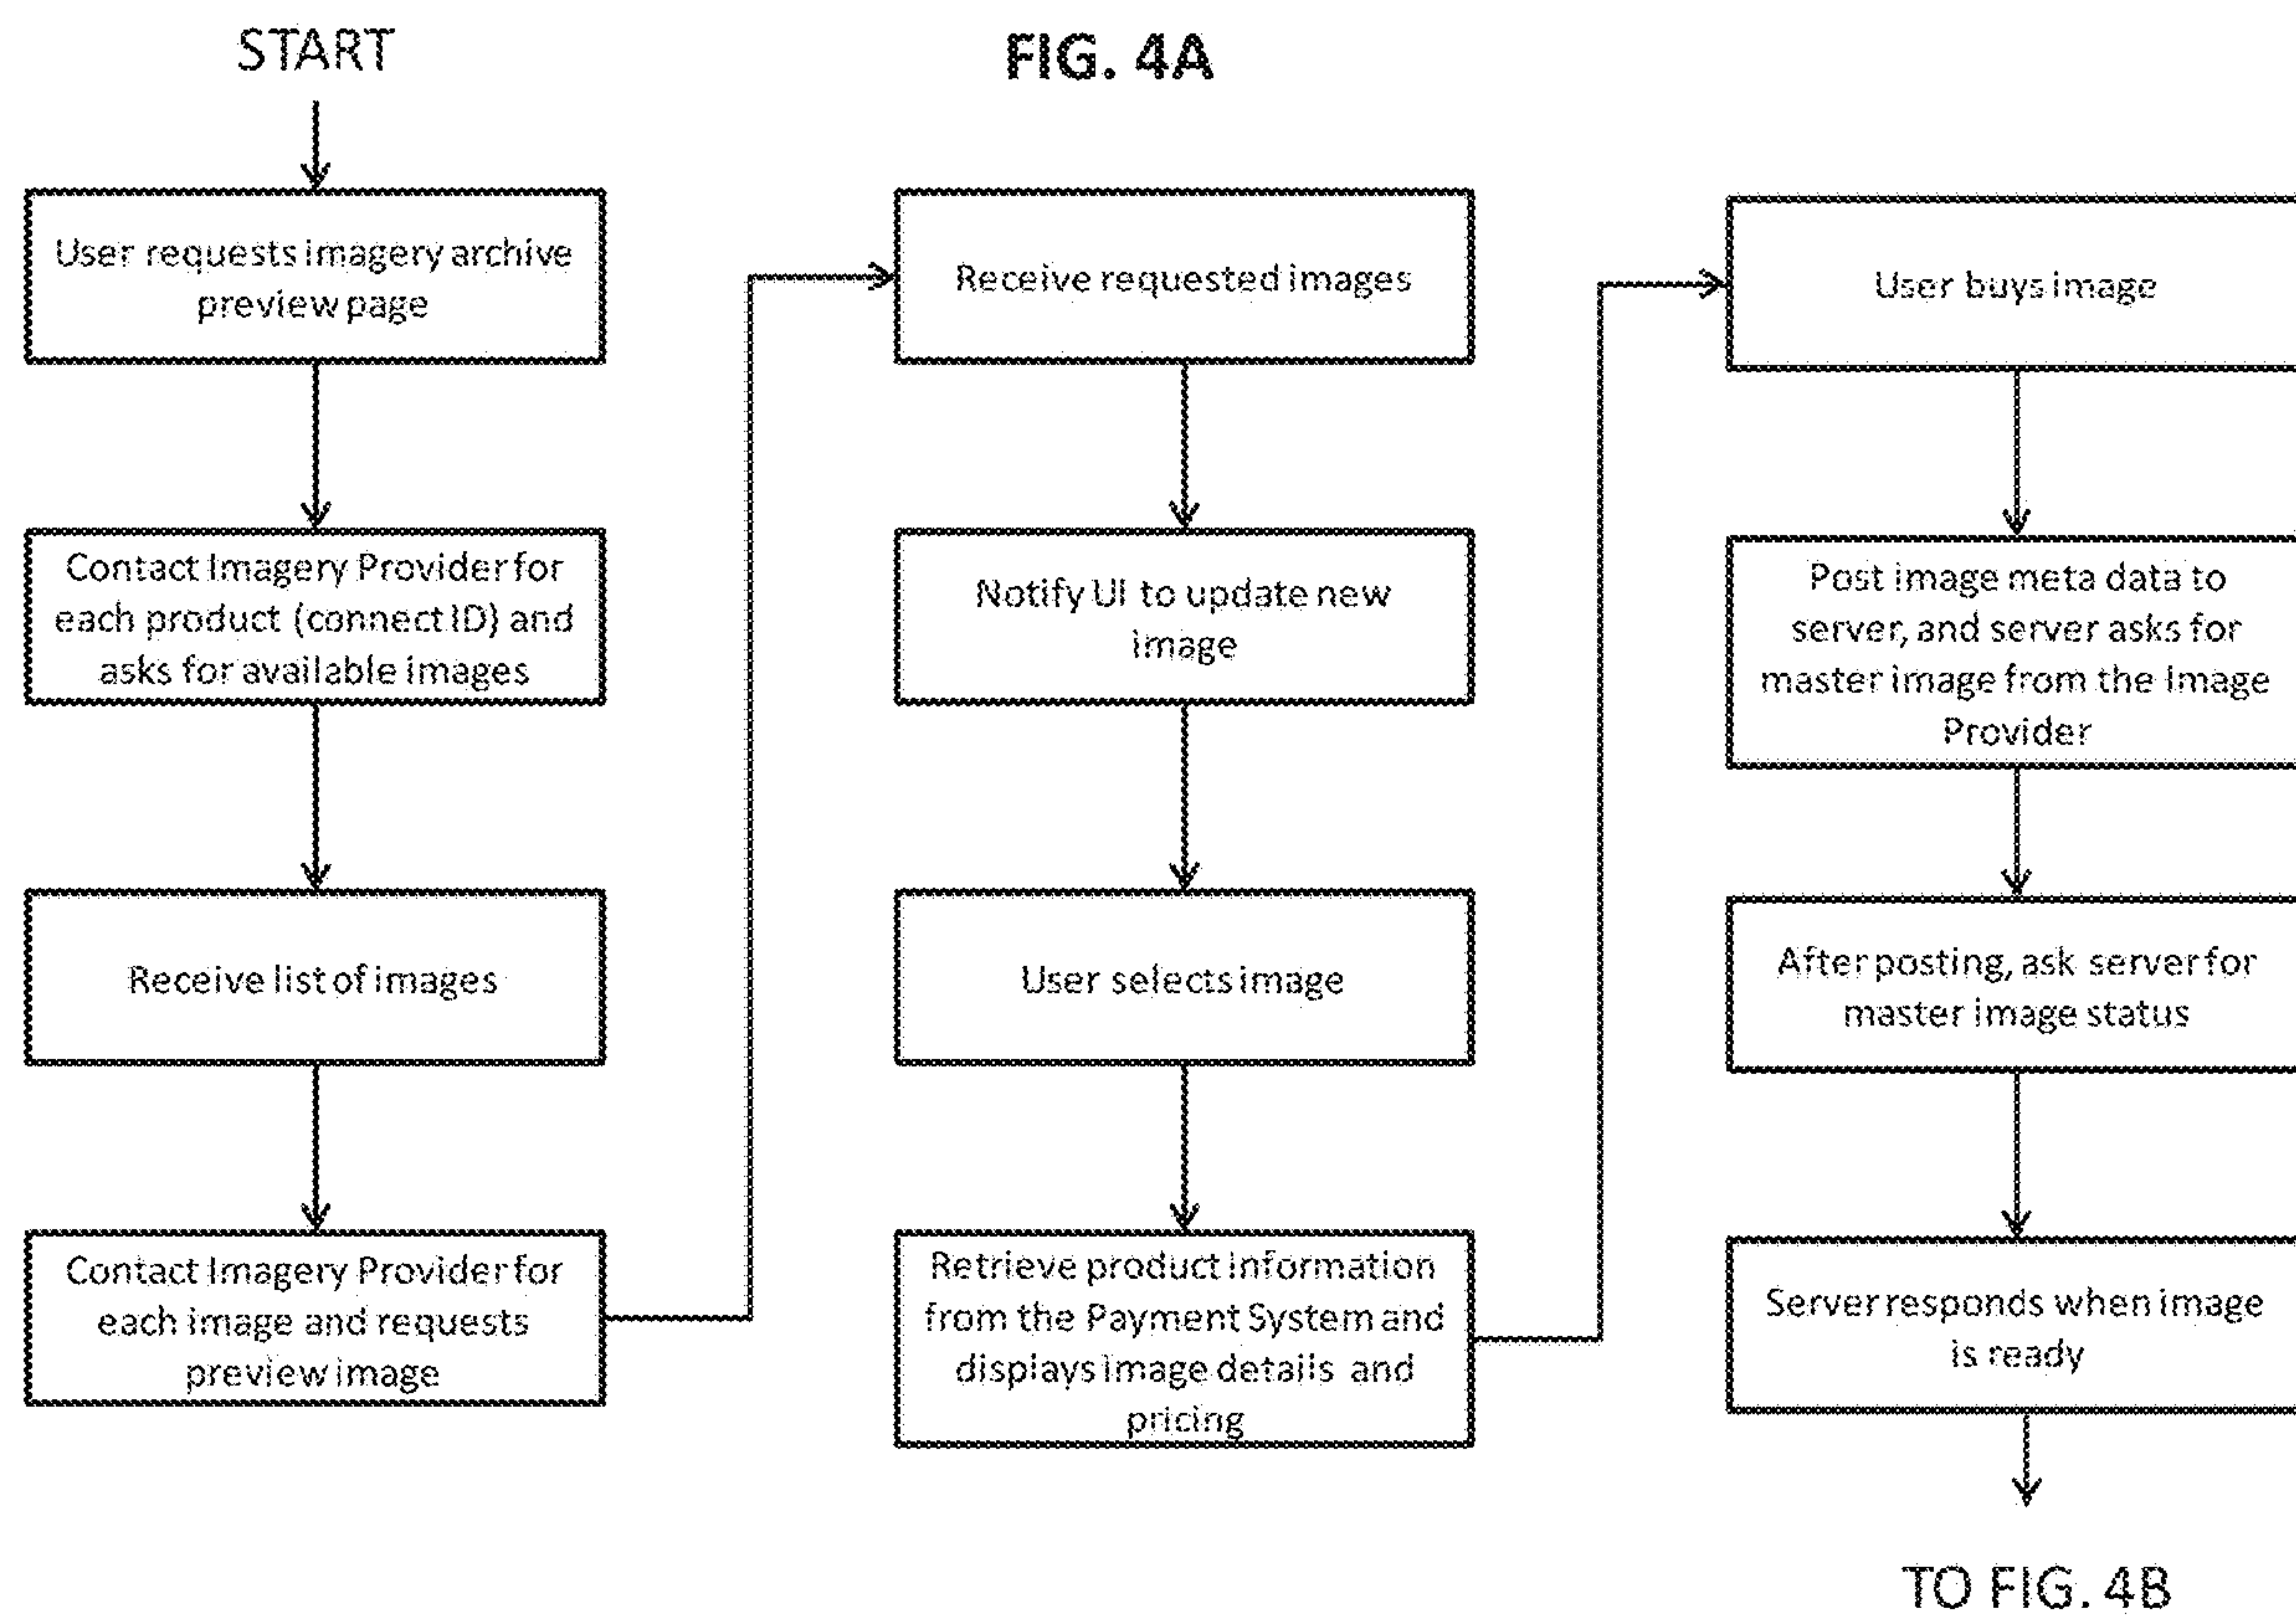 START
FIG. 4A
User requests imagery archive
preview page
Contact Imagery Provider for
each product (connect ID) and
asks for available images
Receive list of images
Contact Imagery Provider for
each image and requests
preview image
Receive requested images
Notify UI to update new
image
User selects image
Retrieve product information
from the Payment System and
displays image details and
pricing
User buys image
Post image meta data to
server, and server asks for
master image from the Image
Provider
After posting, ask server for
master image status
Server responds when image
is ready
TO FIG. 4B